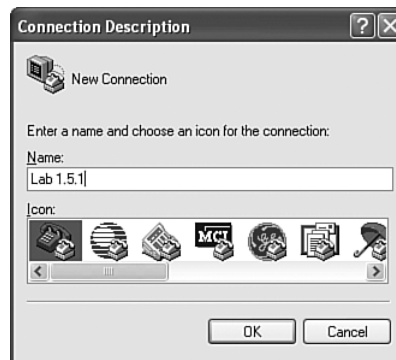 Connection Description
New Connection
Enter a name and choose an icon for the connection:
Name:
Lab 1.5.1
Icon:
MCI
OK Cancel